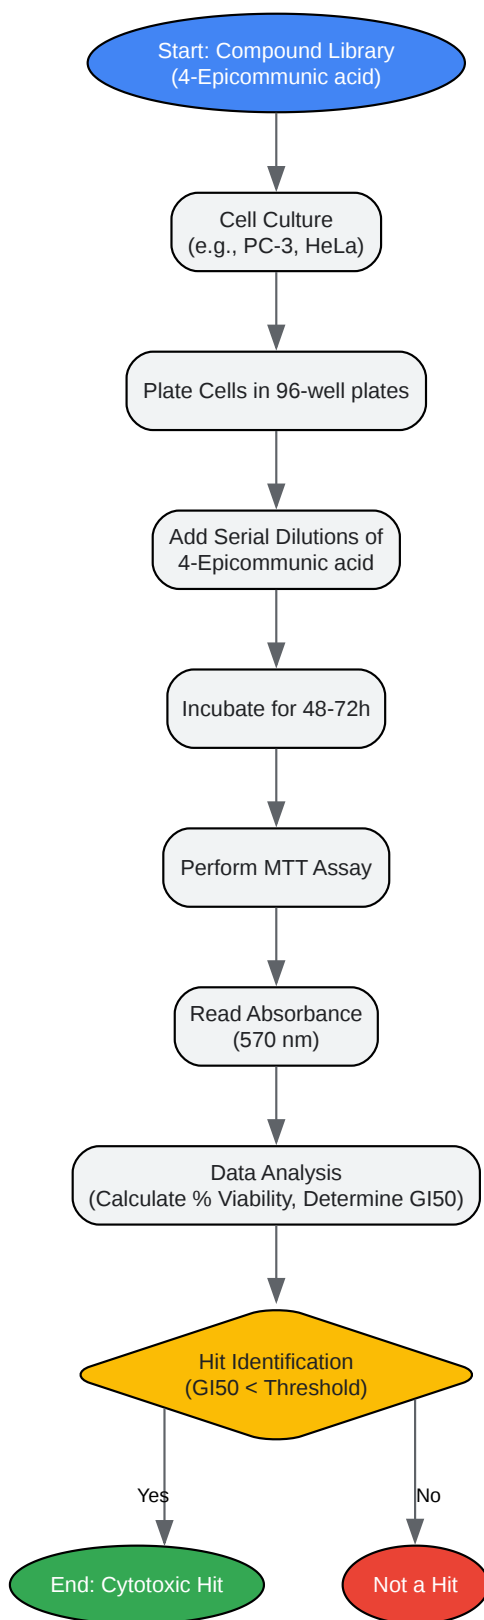 Start: Compound Library
(4-Epicommunic acid)
Cell Culture
(e.g., PC-3, HeLa)
Plate Cells in 96-well plates
Add Serial Dilutions of
4-Epicommunic acid
Incubate for 48-72h
Perform MTT Assay
Read Absorbance
(570 nm)
Data Analysis
(Calculate % Viability, Determine GI50)
Hit Identification
(GI50 < Threshold)
Yes
No
End: Cytotoxic Hit
Not a Hit